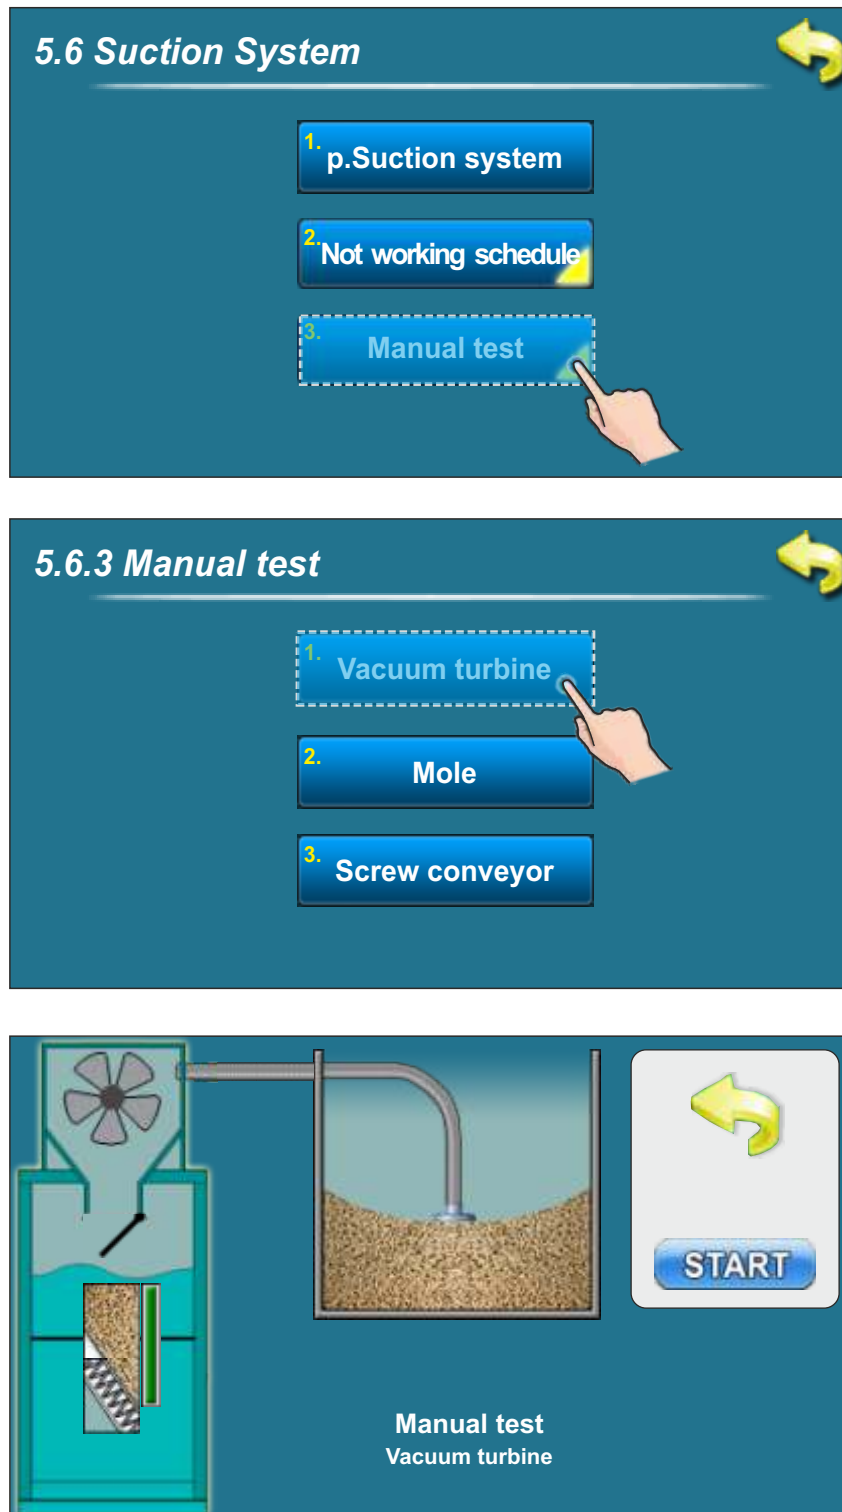 5.6 Suction System
1. p.Suction system
2. Not working schedule
3. Manual test
5.6.3 Manual test
1. Vacuum turbine
2. Mole
3. Screw conveyor
START
Manual test
Vacuum turbine